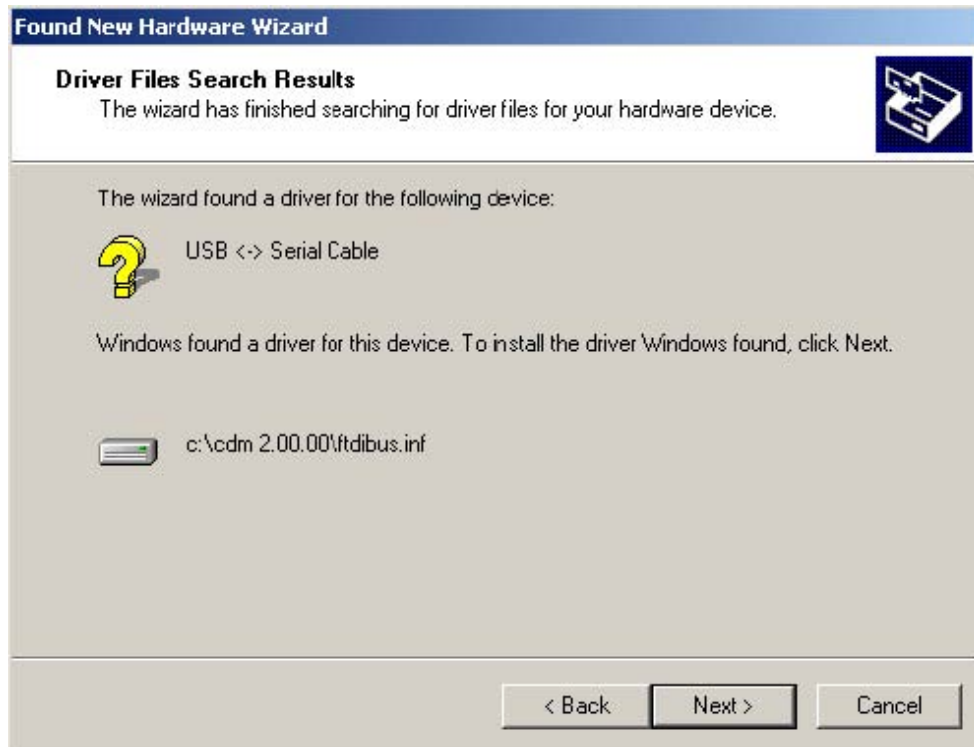 Found New Hardware Wizard
Driver Files Search Results
The wizard has finished searching for driver files for your hardware device.
The wizard found a driver for the following device:
USB <-> Serial Cable
Windows found a driver for this device. To install the driver Windows found, click Next.
c:\cdm 2.00.00\ftdibus.inf
< Back
Next >
Cancel